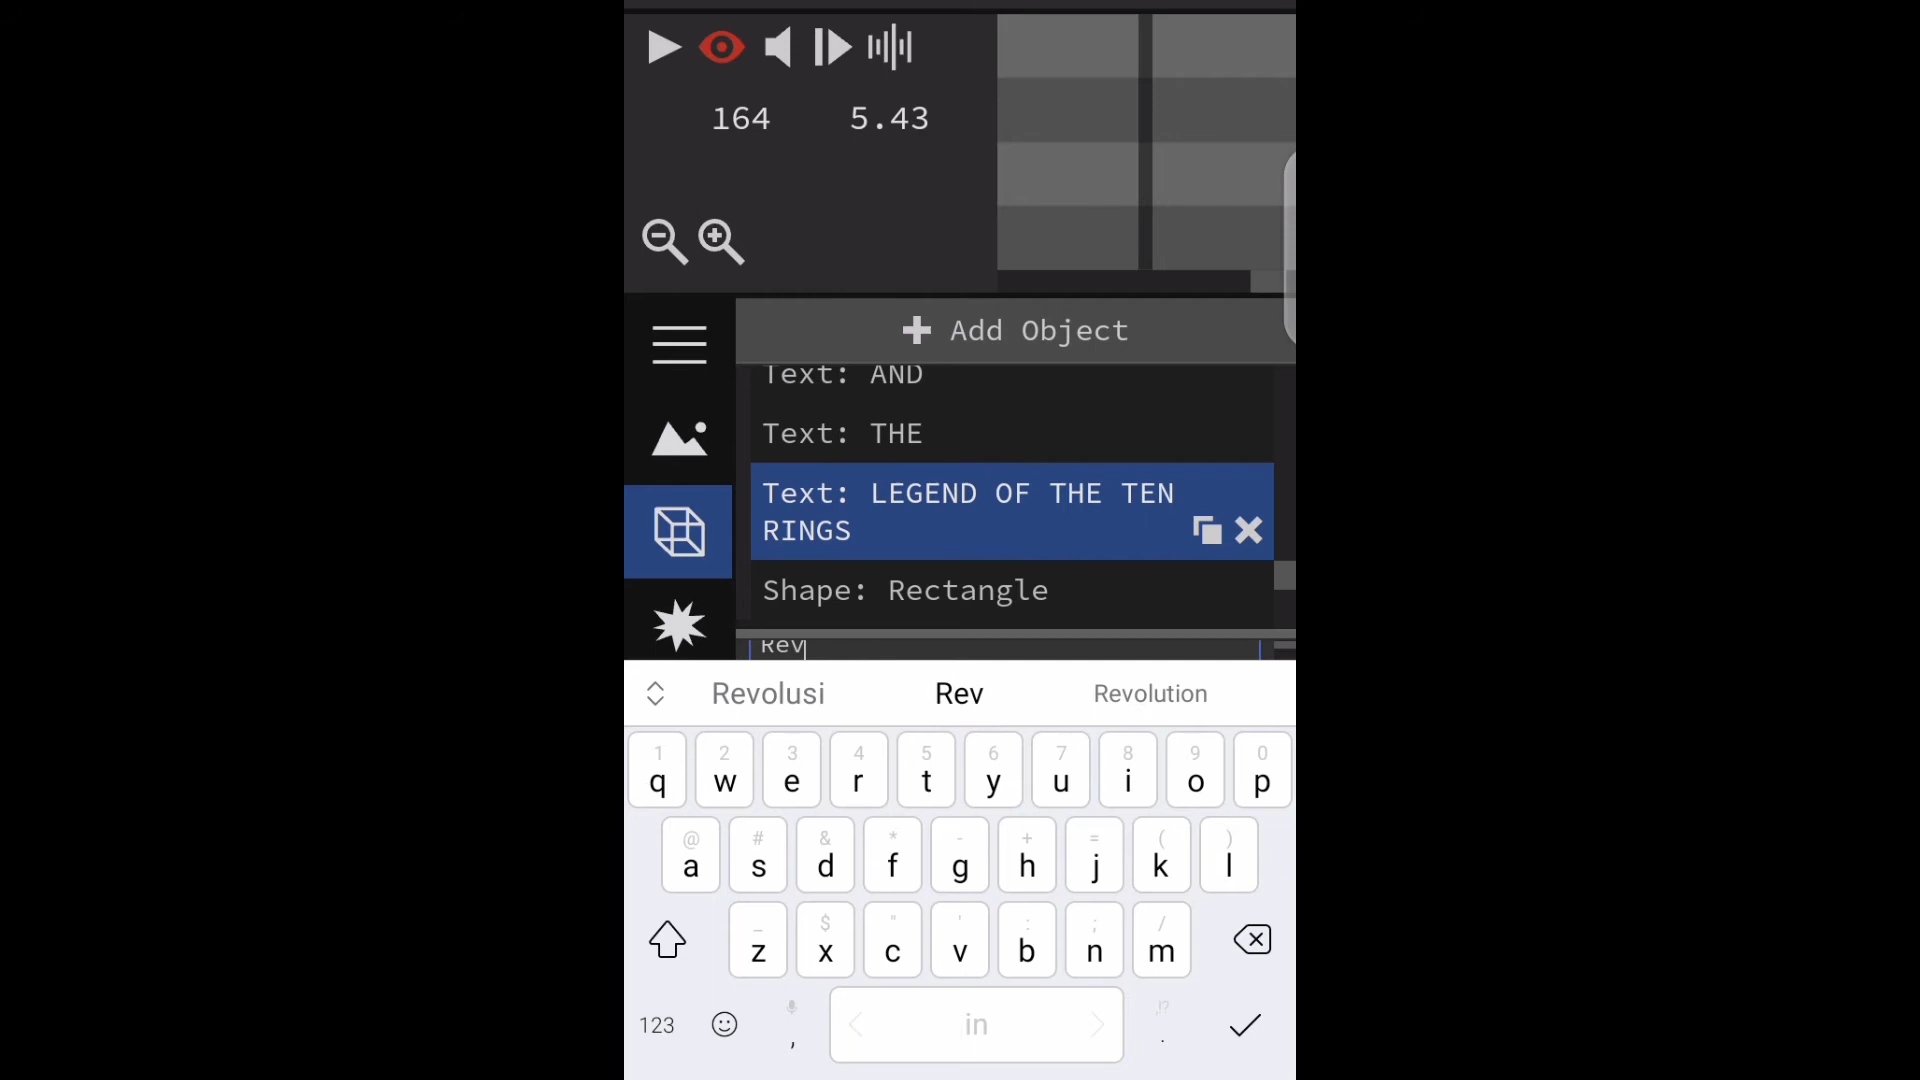 164 5.43
Add Object
Text: AND
Text: THE
Text: LEGEND OF THE TEN
RINGS
Shape: Rectangle
Rev
Revolusi Rev Revolution
1 2 3 4 5 6 7 8 9 0
q w e r t y u i o p
@ # & * - + = ( )
a s d f g h j k l
_ $ " ' : ; /
z x c v b n m
123 , in ,!? .